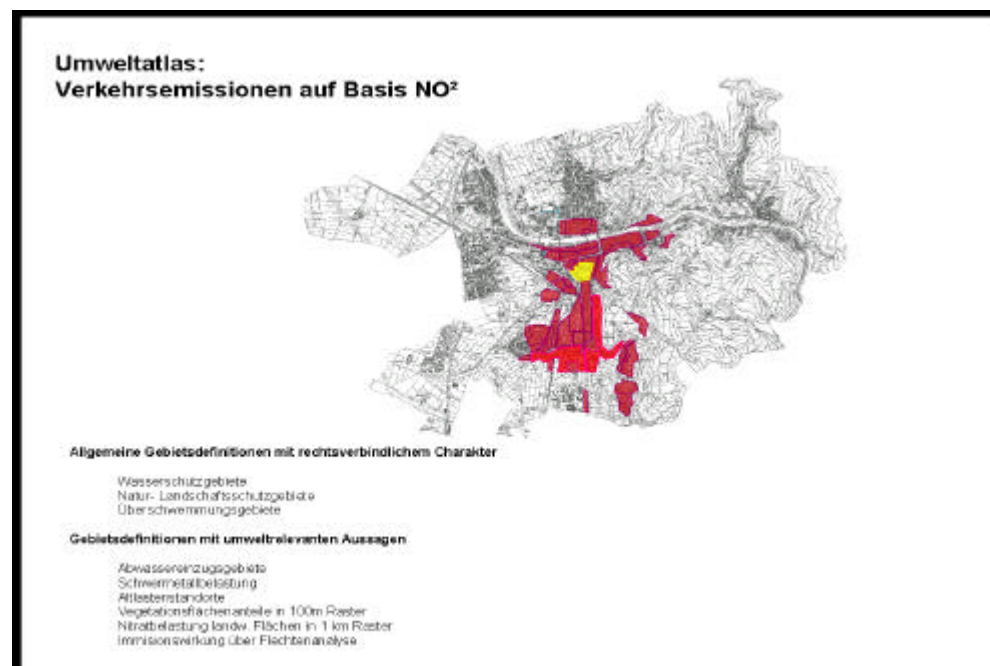 Umweltatlas:
Verkehrsemissionen auf Basis NO²
Allgemeine Gebietsdefinitionen mit rechtsverbindlichem Charakter
Wasserschutzgebiete
Natur- Landschaftsschutzgebiete
Überschwemmungsgebiete
Gebietsdefinitionen mit umweltrelevanten Aussagen
Abwassereinzugsgebiete
Schwermetallbelastung
Altlastenstandorte
Vegetationsflächenanteile in 100m Raster
Nitratbelastung landw. Flächen in 1 km Raster
Immisionswirkung über Flechtenanalyse